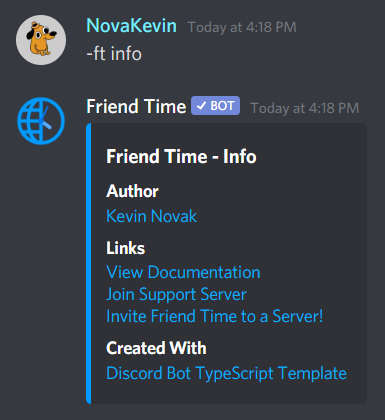 NovaKevin Today at 4:18 PM
-ft info
Friend Time ✓ BOT Today at 4:18 PM
Friend Time - Info
Author
Kevin Novak
Links
View Documentation
Join Support Server
Invite Friend Time to a Server!
Created With
Discord Bot TypeScript Template